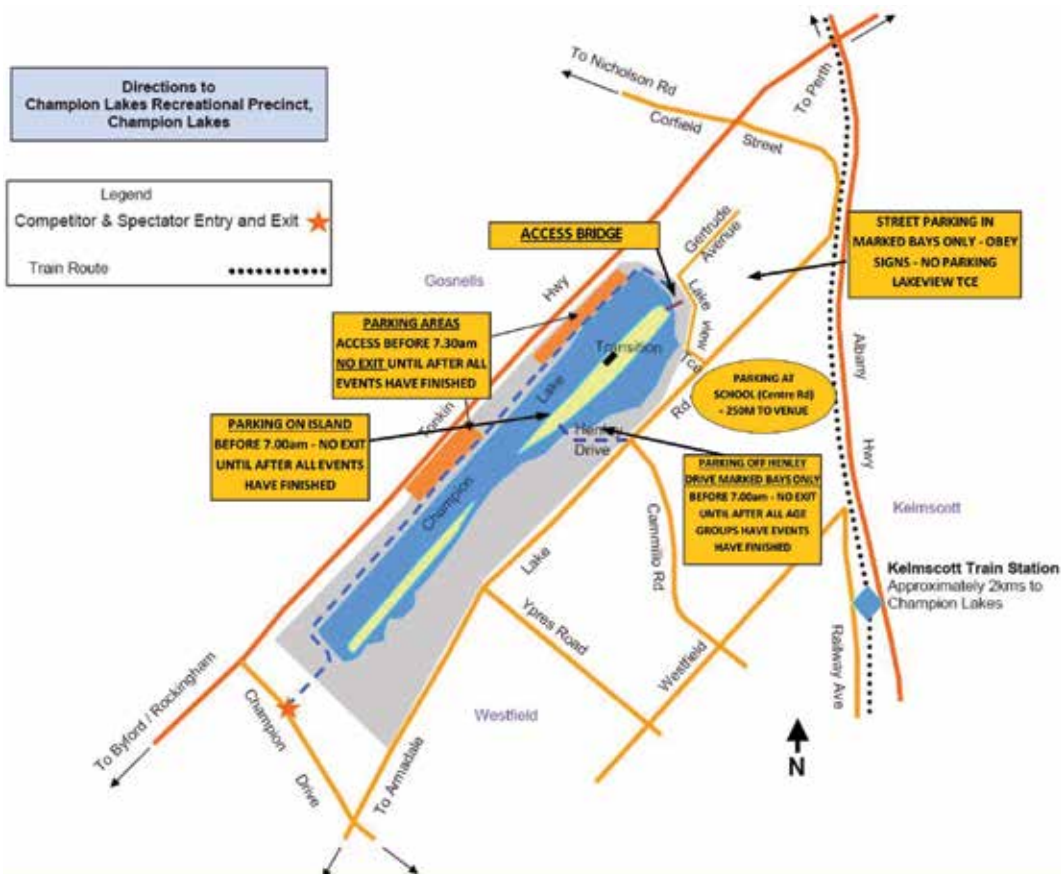 Directions to
Champion Lakes Recreational Precinct,
Champion Lakes
Legend
Competitor & Spectator Entry and Exit
Train Route
To Nicholson Rd
Corfield
Street
To Perth
Gertrude
Avenue
ACCESS BRIDGE
STREET PARKING IN
MARKED BAYS ONLY - OBEY
SIGNS - NO PARKING
LAKEVIEW TCE
Gosnells
Hwy
Lake
view
Tce
PARKING AREAS
ACCESS BEFORE 7.30am
NO EXIT UNTIL AFTER ALL
EVENTS HAVE FINISHED
Transition
Lake
Albany
Tonkin
Rd
PARKING AT
SCHOOL (Centre Rd)
- 250M TO VENUE
PARKING ON ISLAND
BEFORE 7.00am - NO EXIT
UNTIL AFTER ALL EVENTS
HAVE FINISHED
Henley
Drive
PARKING OFF HENLEY
DRIVE MARKED BAYS ONLY
BEFORE 7.00am - NO EXIT
UNTIL AFTER ALL AGE
GROUPS HAVE EVENTS
HAVE FINISHED
Hwy
Champion
Kelmscott
Cammillo Rd
Lake
Kelmscott Train Station
Approximately 2kms to
Champion Lakes
Ypres Road
Westfield
Railway Ave
Westfield
Champion
Drive
To Byford / Rockingham
To Armadale
N